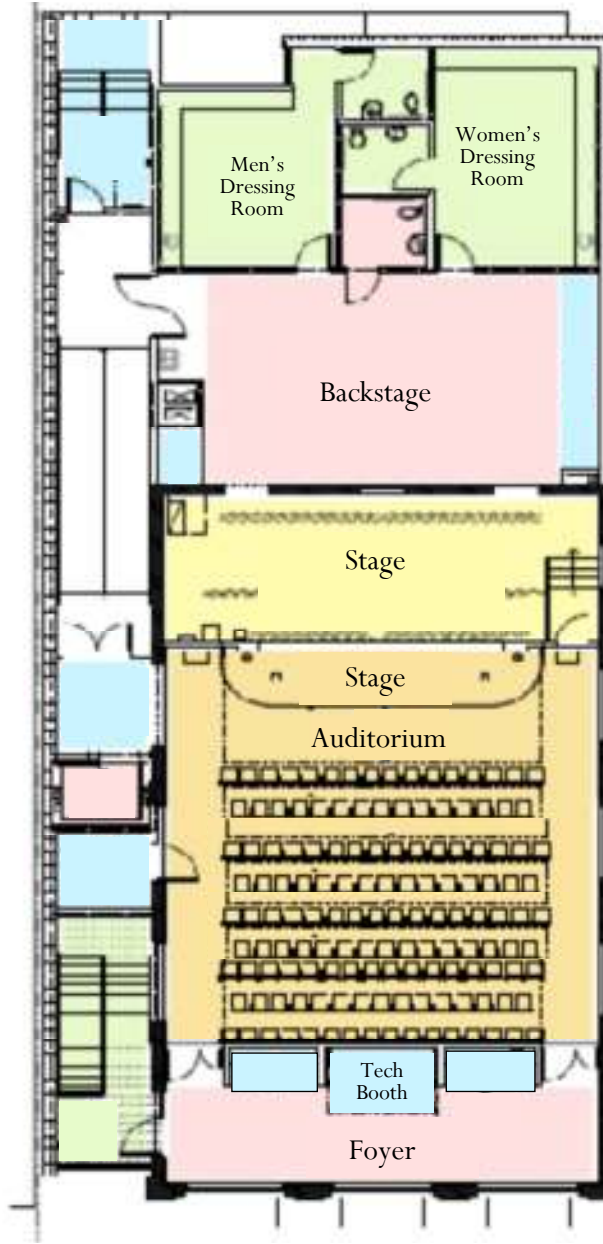 Men's
Dressing
Room
Women's
Dressing
Room
Backstage
Stage
Stage
Auditorium
Tech
Booth
Foyer